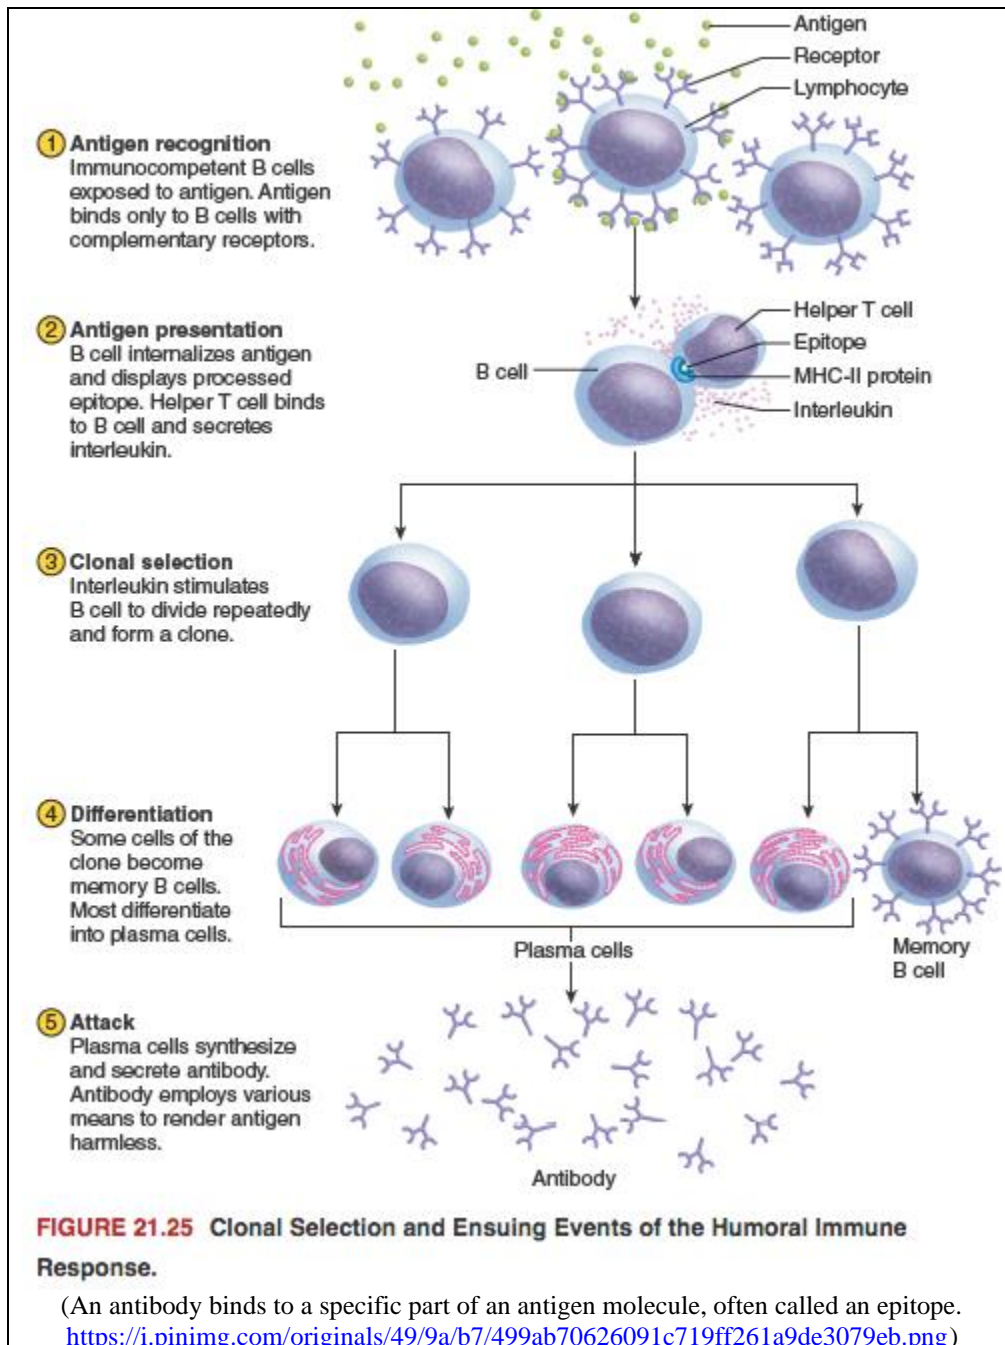 Antigen
Receptor
Lymphocyte
1 Antigen recognition
Immunocompetent B cells
exposed to antigen. Antigen
binds only to B cells with
complementary receptors.
2 Antigen presentation
B cell internalizes antigen
and displays processed
epitope. Helper T cell binds
to B cell and secretes
interleukin.
B cell
Helper T cell
Epitope
MHC-II protein
Interleukin
3 Clonal selection
Interleukin stimulates
B cell to divide repeatedly
and form a clone.
4 Differentiation
Some cells of the
clone become
memory B cells.
Most differentiate
into plasma cells.
Plasma cells
Memory
B cell
5 Attack
Plasma cells synthesize
and secrete antibody.
Antibody employs various
means to render antigen
harmless.
Antibody
FIGURE 21.25 Clonal Selection and Ensuing Events of the Humoral Immune
Response.
(An antibody binds to a specific part of an antigen molecule, often called an epitope.
https://i.pinimg.com/originals/49/9a/b7/499ab70626091c719ff261a9de3079eb.png)